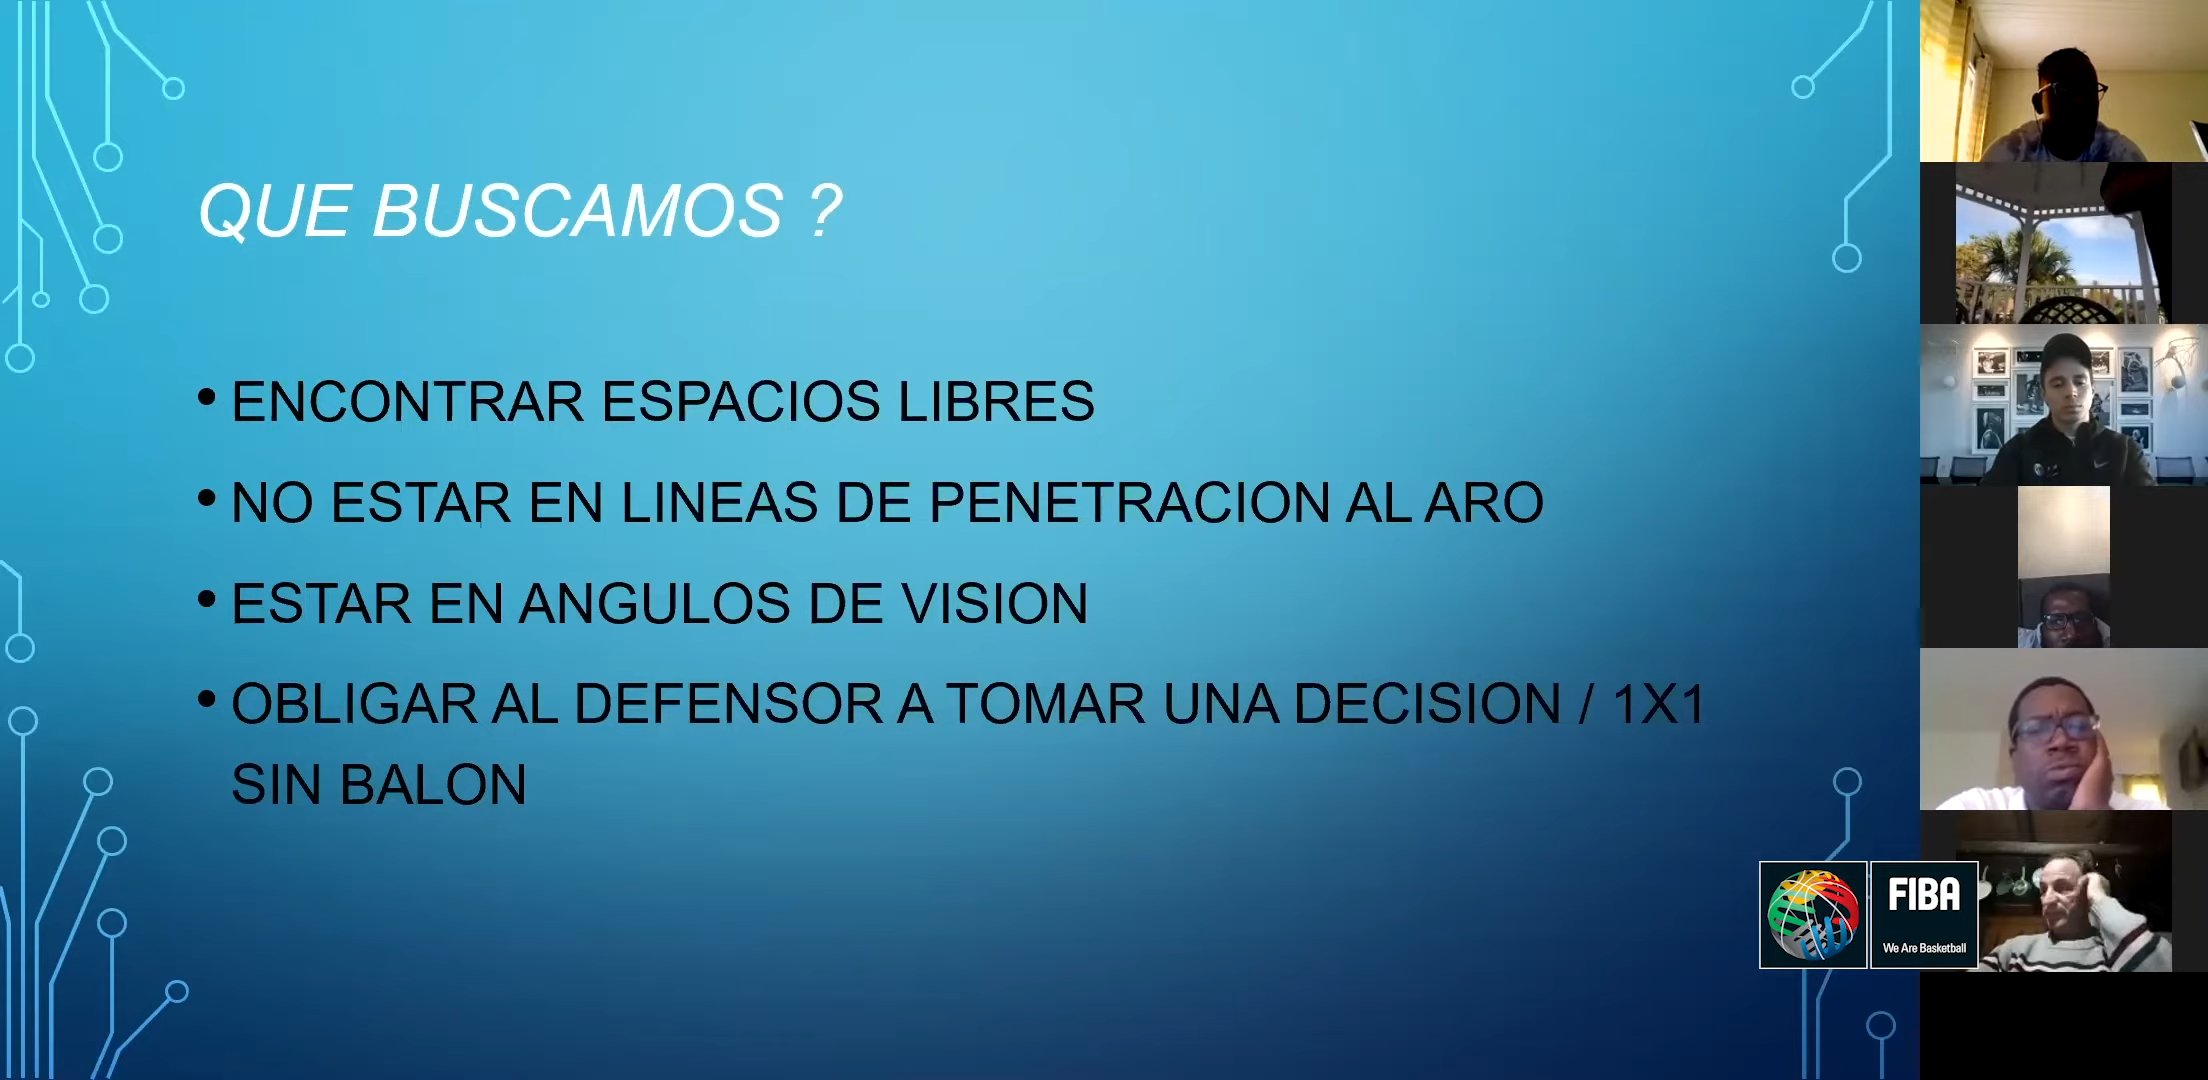 QUE BUSCAMOS ?
• ENCONTRAR ESPACIOS LIBRES
• NO ESTAR EN LINEAS DE PENETRACION AL ARO
• ESTAR EN ANGULOS DE VISION
• OBLIGAR AL DEFENSOR A TOMAR UNA DECISION / 1X1
SIN BALON
FIBA
We Are Basketball